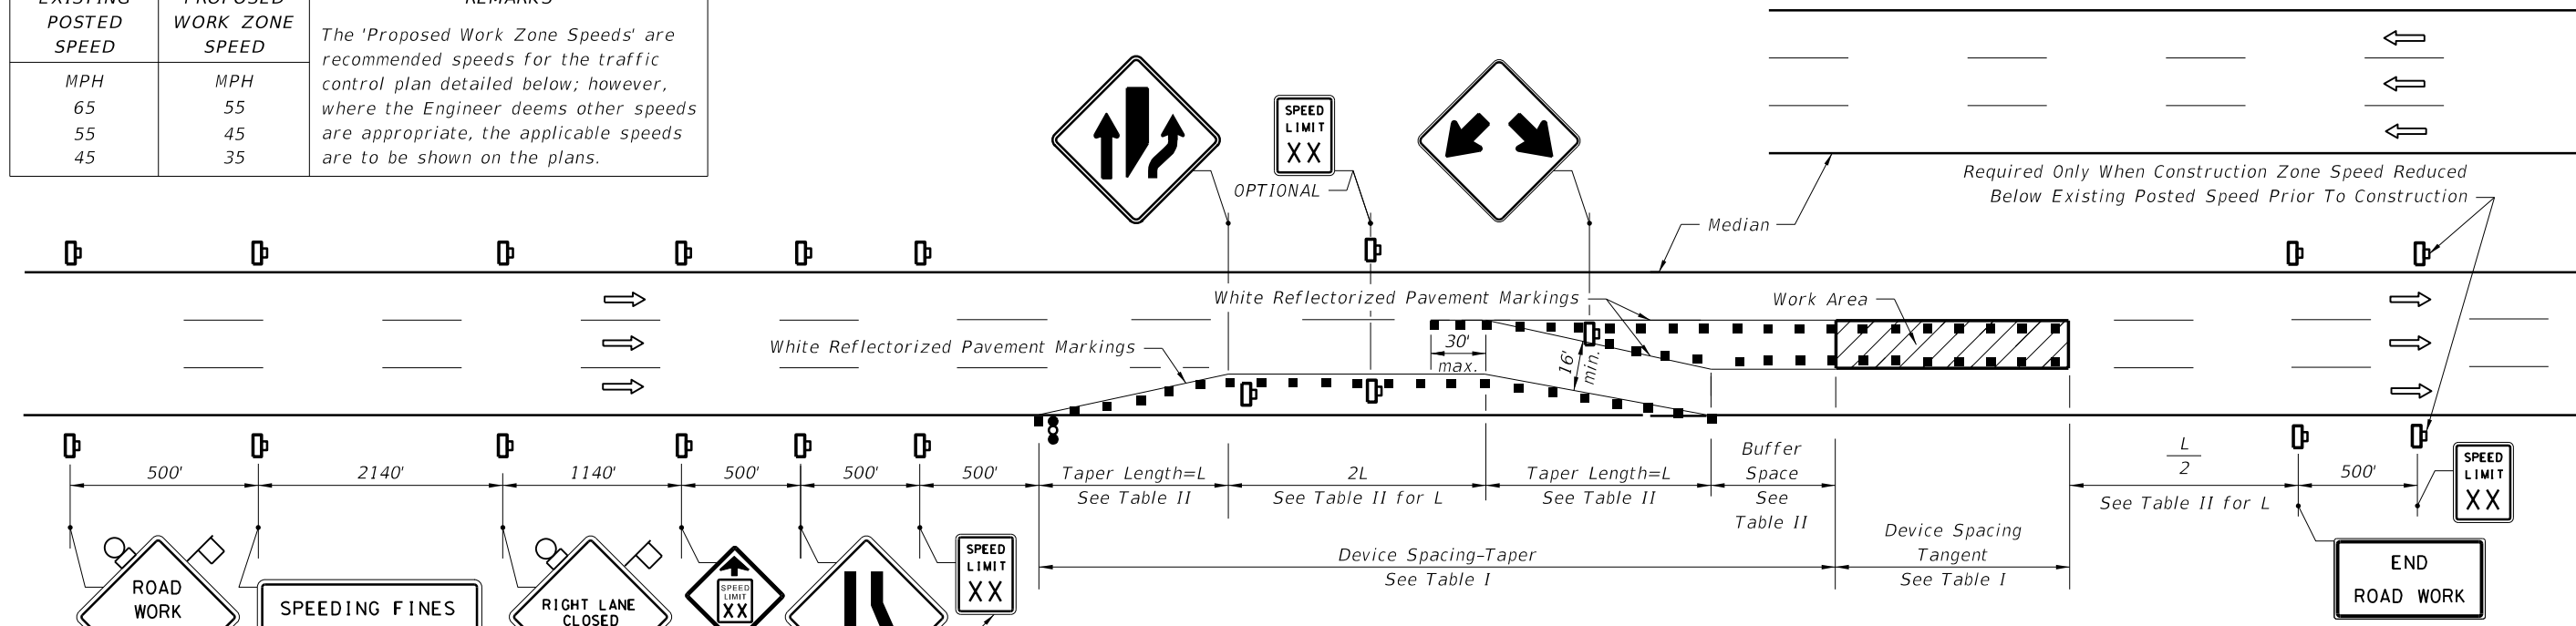 EXISTING
POSTED
SPEED
PROPOSED
WORK ZONE
SPEED
REMARKS
MPH
65
55
45
MPH
55
45
35
The 'Proposed Work Zone Speeds' are
recommended speeds for the traffic
control plan detailed below; however,
where the Engineer deems other speeds
are appropriate, the applicable speeds
are to be shown on the plans.
SPEED
LIMIT
XX
OPTIONAL
Required Only When Construction Zone Speed Reduced
Below Existing Posted Speed Prior To Construction
Median
White Reflectorized Pavement Markings
Work Area
White Reflectorized Pavement Markings
30'
max.
16'
min.
500'
2140'
1140'
500'
500'
500'
Taper Length=L
See Table II
2L
See Table II for L
Taper Length=L
See Table II
Buffer
Space
See
Table II
L
2
See Table II for L
500'
SPEED
LIMIT
XX
Device Spacing-Taper
See Table I
Device Spacing
Tangent
See Table I
ROAD
WORK
SPEEDING FINES
RIGHT LANE
CLOSED
SPEED
LIMIT
XX
SPEED
LIMIT
XX
END
ROAD WORK